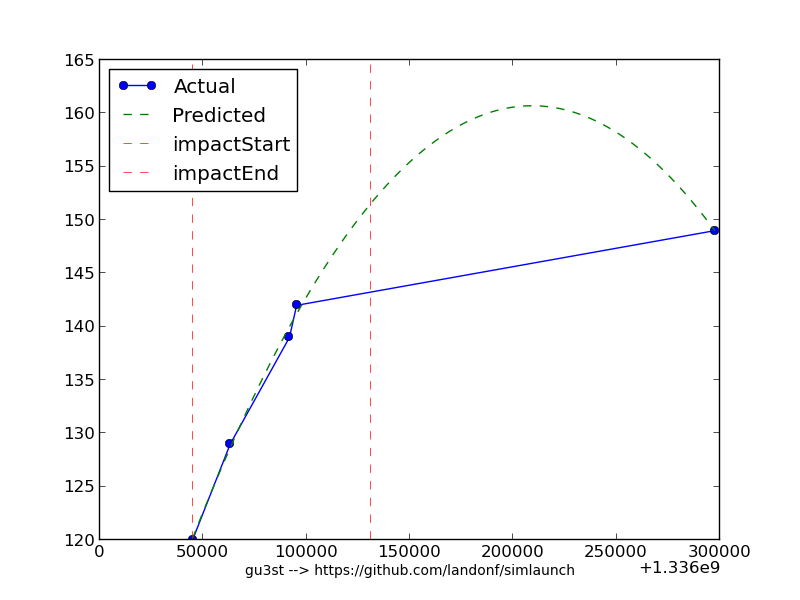 165
160
155
150
145
140
135
130
125
120
Actual
Predicted
impactStart
impactEnd
0 50000 100000 150000 200000 250000 300000
+1.336e9
gu3st --> https://github.com/landonf/simlaunch